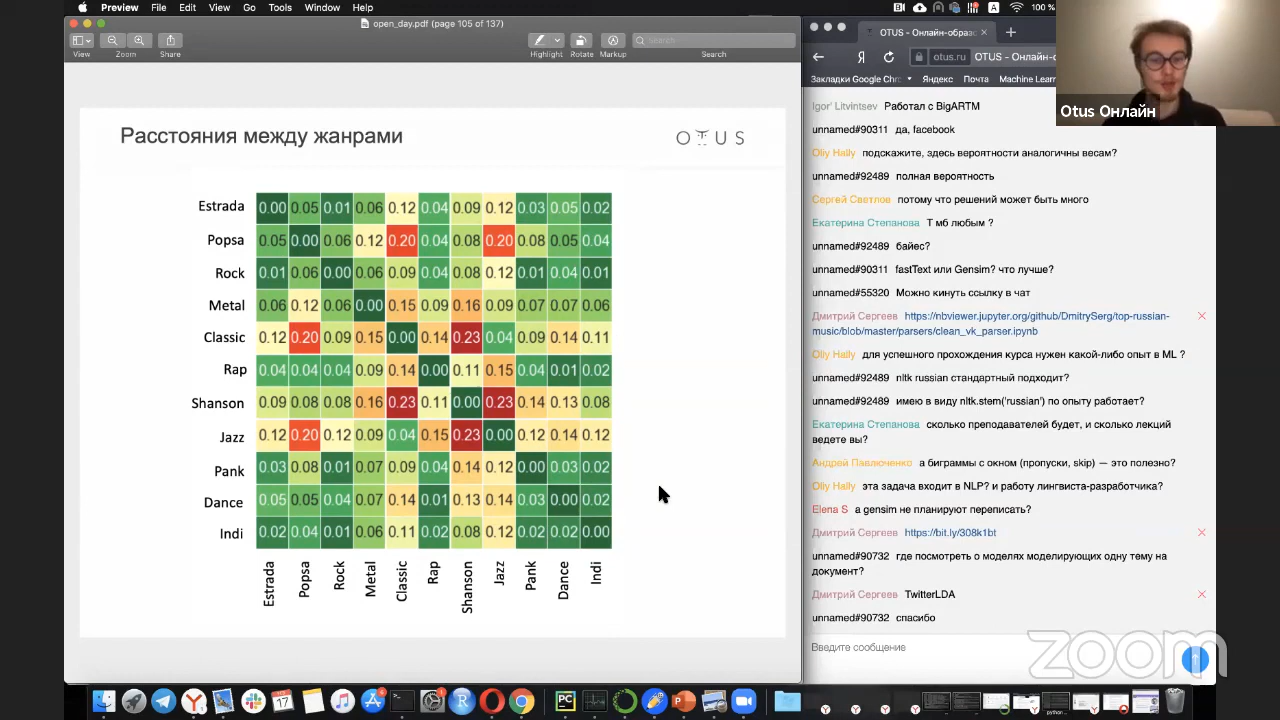 Preview File Edit View Go Tools Window Help
100 %
open_day.pdf (page 105 of 137)
View Zoom Share Highlight Rotate Markup Search
Search
Расстояния между жанрами
OTUS
Estrada 0.00 0.05 0.01 0.06 0.12 0.04 0.09 0.12 0.03 0.05 0.02
Popsa 0.05 0.00 0.06 0.12 0.20 0.04 0.08 0.20 0.08 0.05 0.04
Rock 0.01 0.06 0.00 0.06 0.09 0.04 0.08 0.12 0.01 0.04 0.01
Metal 0.06 0.12 0.06 0.00 0.15 0.09 0.16 0.09 0.07 0.07 0.06
Classic 0.12 0.20 0.09 0.15 0.00 0.14 0.23 0.04 0.09 0.14 0.11
Rap 0.04 0.04 0.04 0.09 0.14 0.00 0.11 0.15 0.04 0.01 0.02
Shanson 0.09 0.08 0.08 0.16 0.23 0.11 0.00 0.23 0.14 0.13 0.08
Jazz 0.12 0.20 0.12 0.09 0.04 0.15 0.23 0.00 0.12 0.14 0.12
Pank 0.03 0.08 0.01 0.07 0.09 0.04 0.14 0.12 0.00 0.03 0.02
Dance 0.05 0.05 0.04 0.07 0.14 0.01 0.13 0.14 0.03 0.00 0.02
Indi 0.02 0.04 0.01 0.06 0.11 0.02 0.08 0.12 0.02 0.02 0.00
Estrada Popsa Rock Metal Classic Rap Shanson Jazz Pank Dance Indi
OTUS - Онлайн-образо
otus.ru OTUS - Онлайн-о
Закладки Google Chr Яндекс Почта Machine Learn
Otus Онлайн
Igor' Litvintsev Работал с BigARTM
unnamed#90311 да, facebook
Olly Hally подскажите, здесь вероятности аналогичны весам?
unnamed#92489 полная вероятность
Сергей Светлов потому что решений может быть много
Екатерина Степанова Т мб любым ?
unnamed#92489 байес?
unnamed#90311 fastText или Gensim? что лучше?
unnamed#55320 Можно кинуть ссылку в чат
Дмитрий Сергеев https://nbviewer.jupyter.org/github/DmitrySerg/top-russian-
music/blob/master/parsers/clean_vk_parser.ipynb
Olly Hally для успешного прохождения курса нужен какой-либо опыт в ML ?
unnamed#92489 nltk russian стандартный подходит?
unnamed#92489 имею в виду nltk.stem('russian') по опыту работает?
Екатерина Степанова сколько преподавателей будет, и сколько лекций
ведете вы?
Андрей Павлюченко а биграммы с окном (пропуски, skip) — это полезно?
Olly Hally эта задача входит в NLP? и работу лингвиста-разработчика?
Elena S а gensim не планируют переписать?
Дмитрий Сергеев https://bit.ly/308k1bt
unnamed#90732 где посмотреть о моделях моделирующих одну тему на
документ?
Дмитрий Сергеев TwitterLDA
unnamed#90732 спасибо
Введите сообщение
zoom